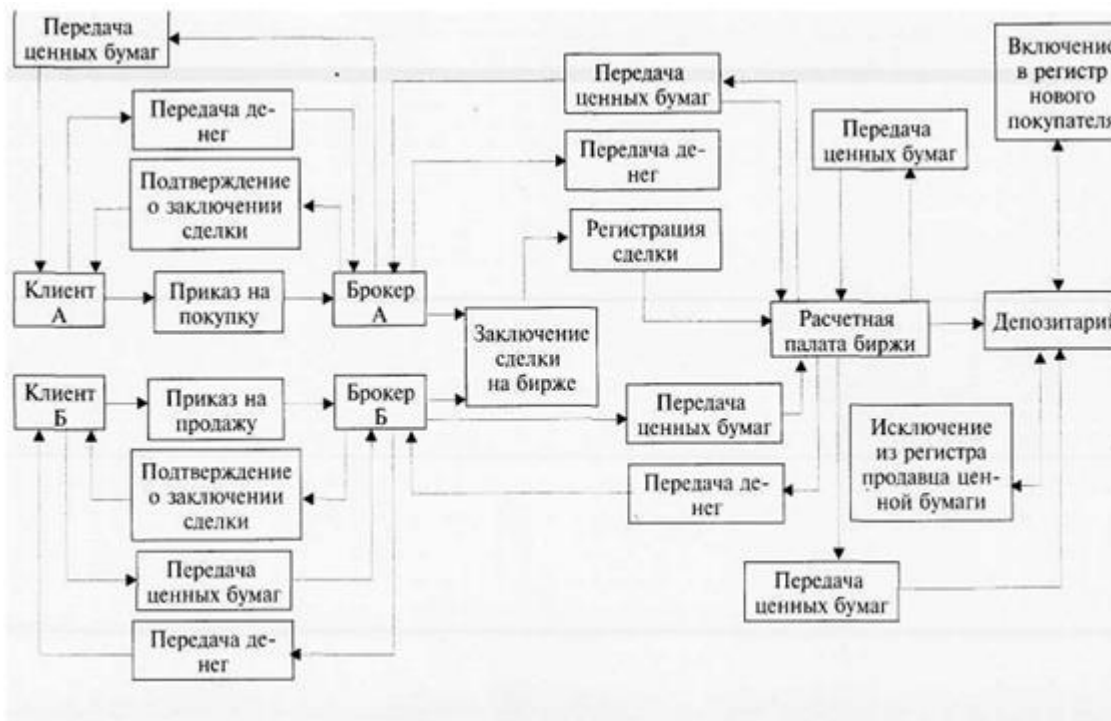 Передача
ценных бумаг
Передача де-
нег
Подтверждение
о заключении
сделки
Клиент
А
Приказ на
покупку
Брокер
А
Клиент
Б
Приказ на
продажу
Брокер
Б
Подтверждение
о заключении
сделки
Передача
ценных бумаг
Передача де-
нег
Заключение
сделки
на бирже
Передача
ценных бумаг
Передача де-
нег
Регистрация
сделки
Передача
ценных бумаг
Передача де-
нег
Передача
ценных бумаг
Расчетная
палата биржи
Включение
в регистр
нового
покупателя
Депозитарий
Исключение
из регистра
продавца цен-
ной бумаги
Передача
ценных бумаг